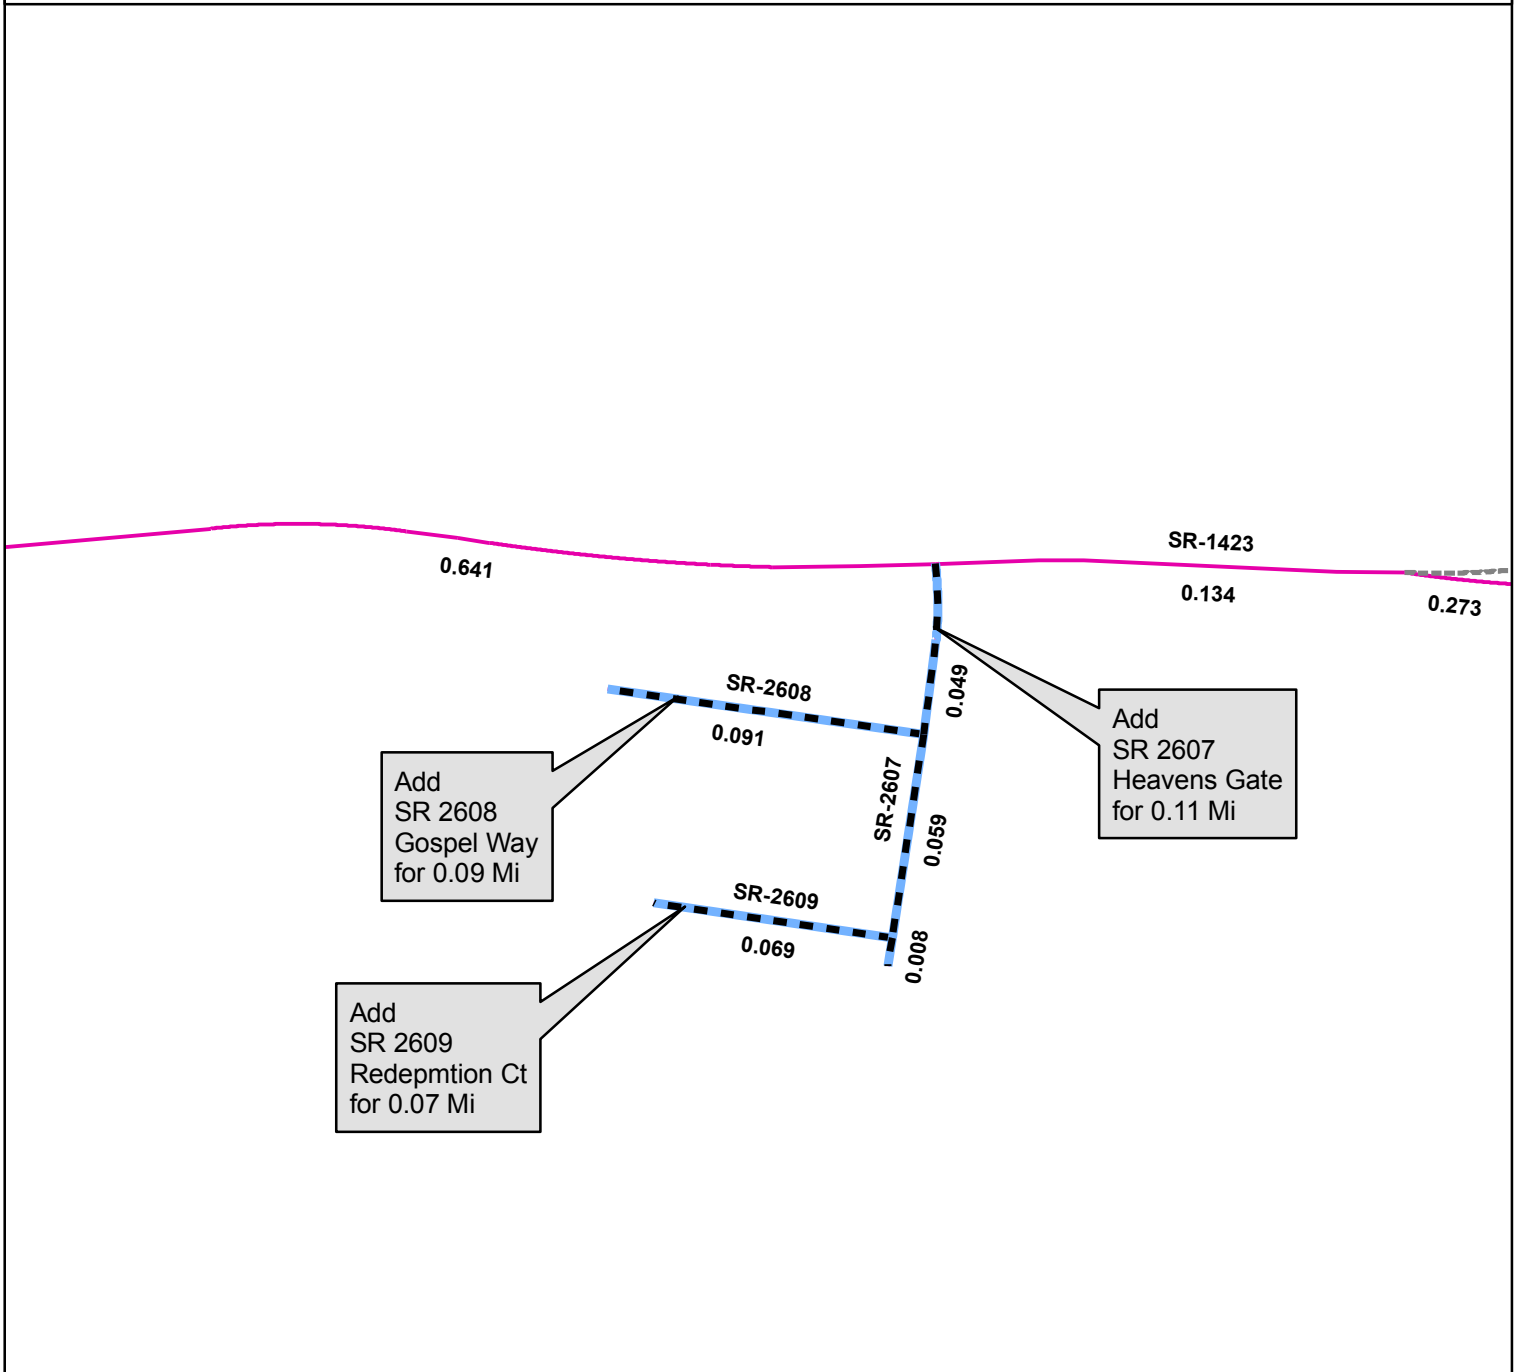 SR-1423
0.641
0.134
0.273
0.049
SR-2608
0.091
Add
SR 2607
Heavens Gate
for 0.11 Mi
Add
SR 2608
Gospel Way
for 0.09 Mi
SR-2607
0.059
SR-2609
0.069
0.008
Add
SR 2609
Redepmtion Ct
for 0.07 Mi